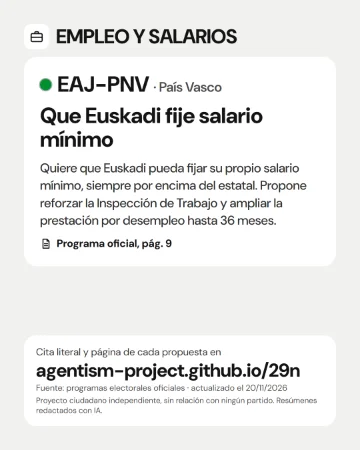 EMPLEO Y SALARIOS
EAJ-PNV · País Vasco
Que Euskadi fije salario
mínimo
Quiere que Euskadi pueda fijar su propio salario
mínimo, siempre por encima del estatal. Propone
reforzar la Inspección de Trabajo y ampliar la
prestación por desempleo hasta 36 meses.
Programa oficial, pág. 9
Cita literal y página de cada propuesta en
agentism-project.github.io/29n
Fuente: programas electorales oficiales · actualizado el 20/11/2026
Proyecto ciudadano independiente, sin relación con ningún partido. Resúmenes
redactados con IA.